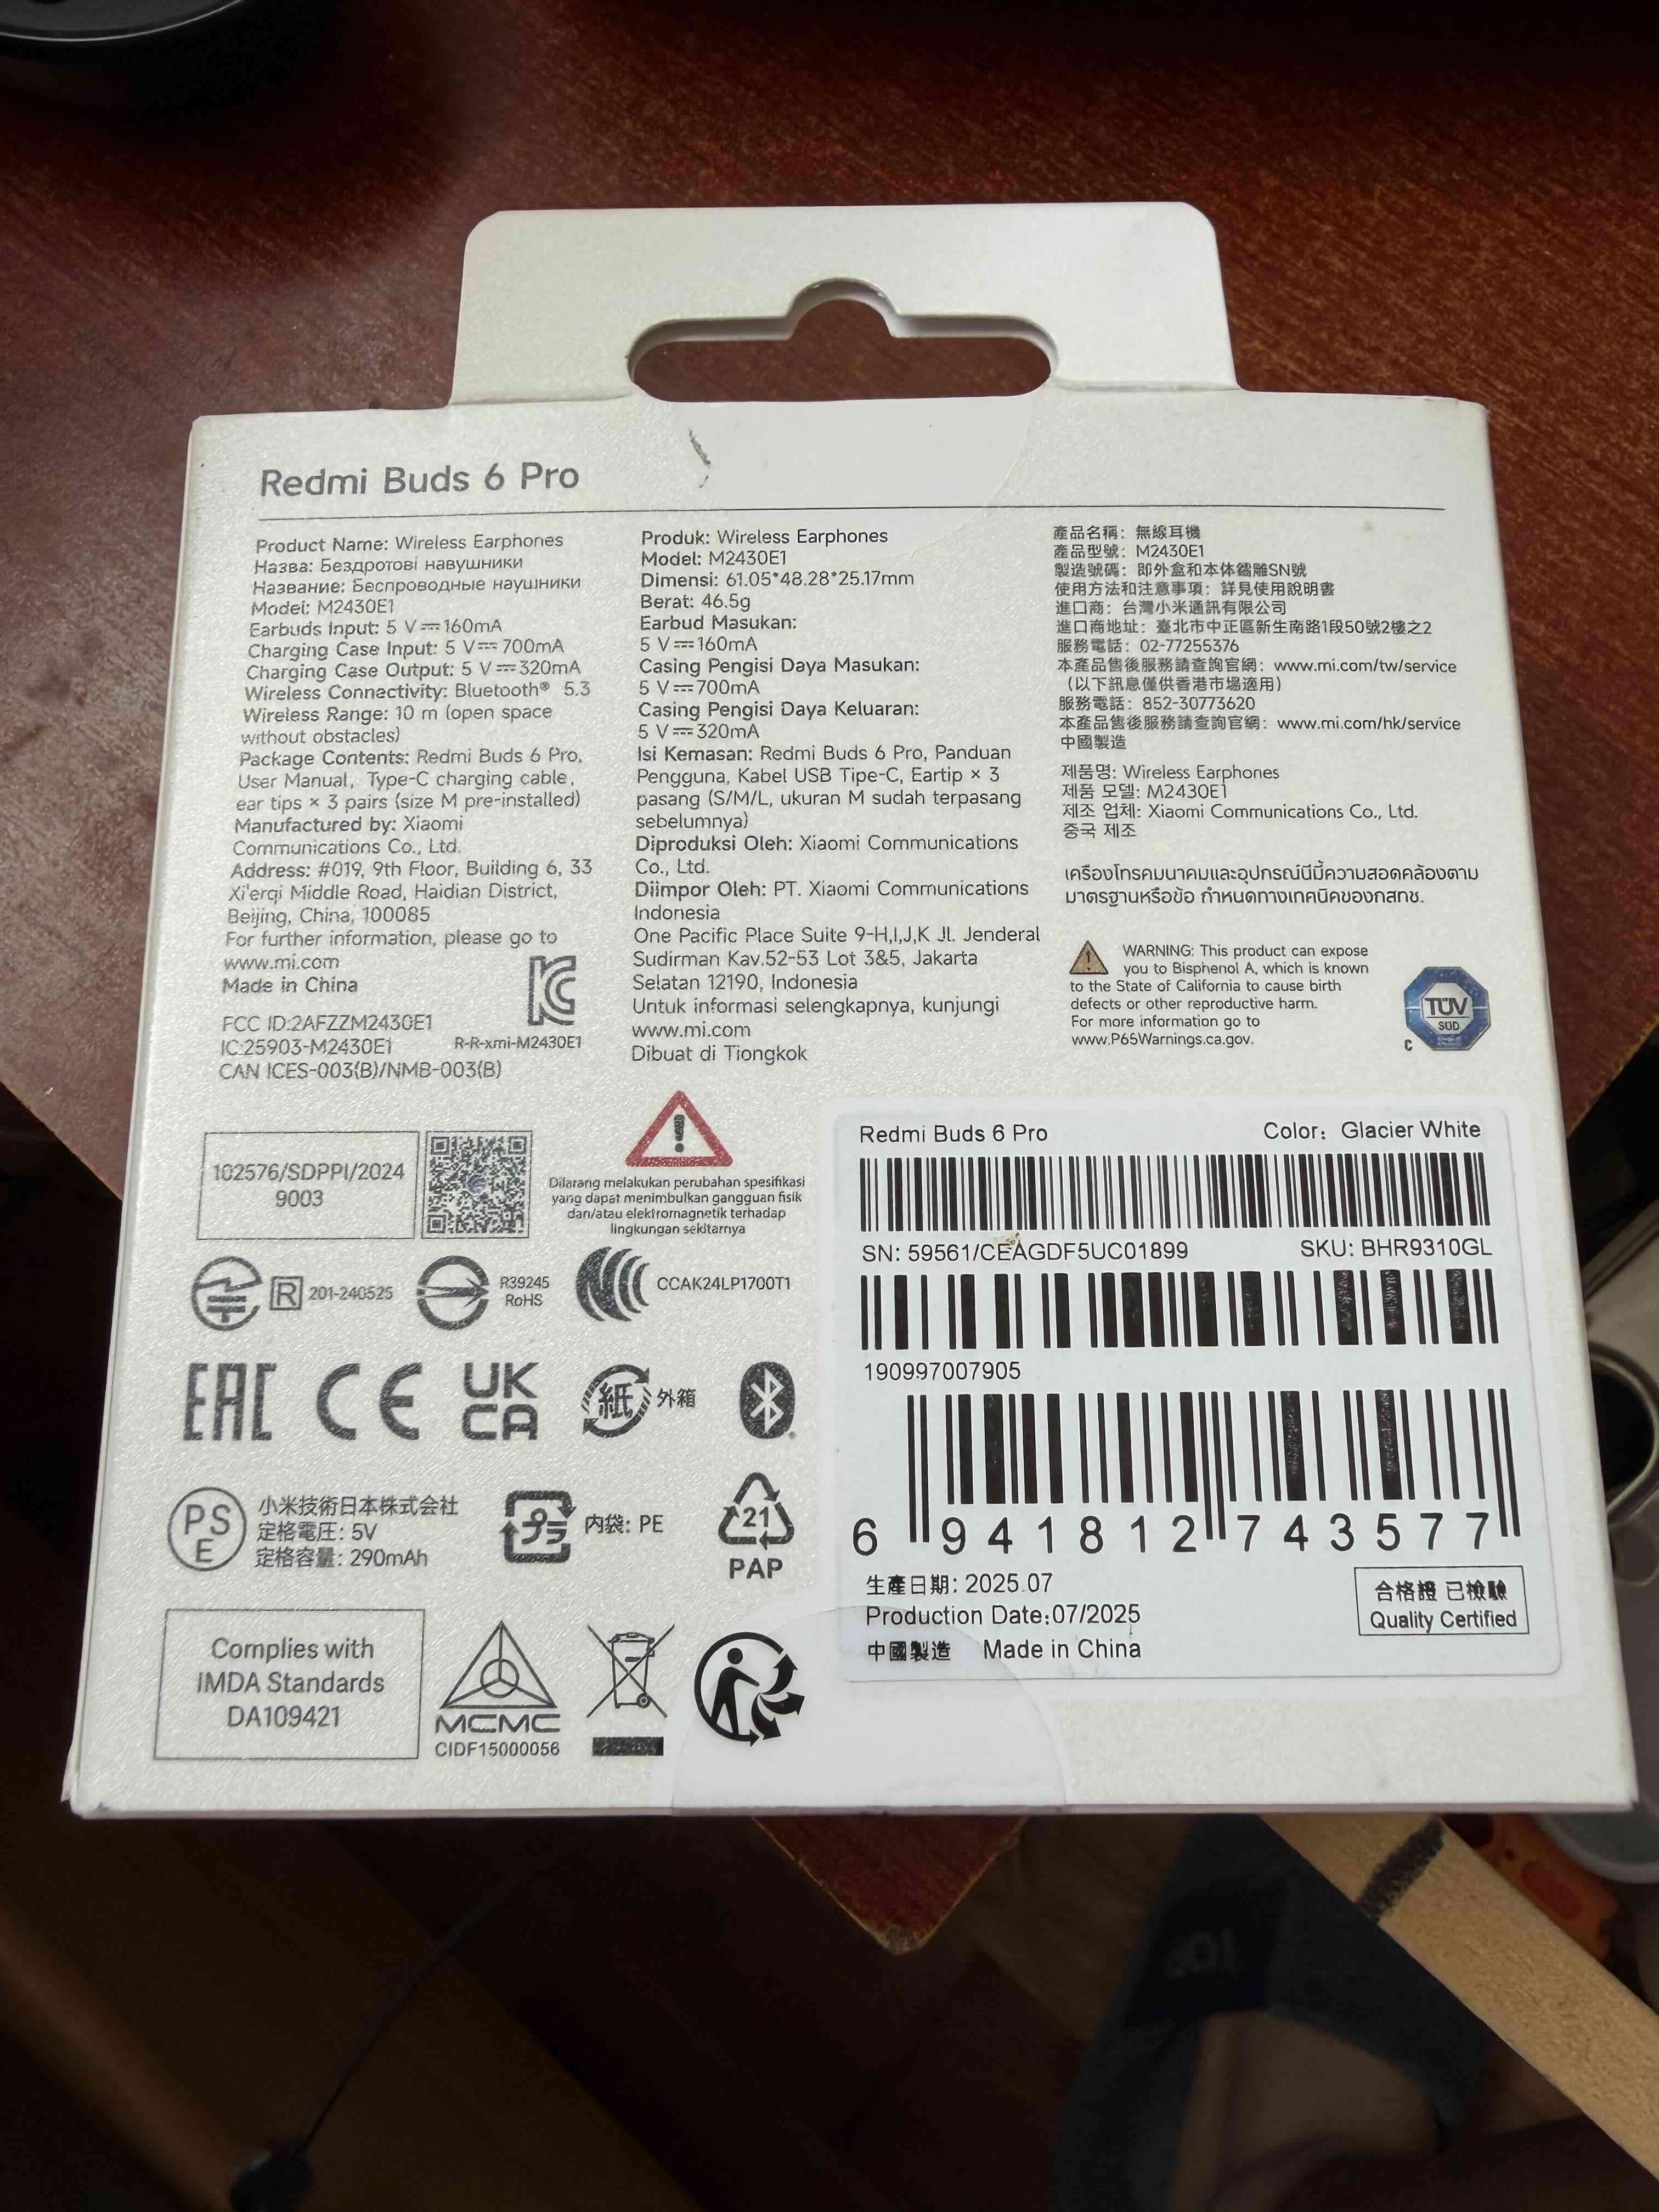 Redmi Buds 6 Pro
Product Name: Wireless Earphones
Назва: Бездротові навушники
Название: Беспроводные наушники
Model: M2430E1
Earbuds Input: 5 V⎓160mA
Charging Case Input: 5 V⎓700mA
Charging Case Output: 5 V⎓320mA
Wireless Connectivity: Bluetooth® 5.3
Wireless Range: 10 m (open space
without obstacles)
Package Contents: Redmi Buds 6 Pro,
User Manual, Type-C charging cable,
ear tips × 3 pairs (size M pre-installed)
Manufactured by: Xiaomi
Communications Co., Ltd.
Address: #019, 9th Floor, Building 6, 33
Xi'erqi Middle Road, Haidian District,
Beijing, China, 100085
For further information, please go to
www.mi.com
Made in China
FCC ID:2AFZZM2430E1
IC:25903-M2430E1
R-R-xmi-M2430E1
CAN ICES-003(B)/NMB-003(B)
Produk: Wireless Earphones
Model: M2430E1
Dimensi: 61.05*48.28*25.17mm
Berat: 46.5g
Earbud Masukan:
5 V⎓160mA
Casing Pengisi Daya Masukan:
5 V⎓700mA
Casing Pengisi Daya Keluaran:
5 V⎓320mA
Isi Kemasan: Redmi Buds 6 Pro, Panduan
Pengguna, Kabel USB Tipe-C, Eartip × 3
pasang (S/M/L, ukuran M sudah terpasang
sebelumnya)
Diproduksi Oleh: Xiaomi Communications
Co., Ltd.
Diimpor Oleh: PT. Xiaomi Communications
Indonesia
One Pacific Place Suite 9-H,I,J,K Jl. Jenderal
Sudirman Kav.52-53 Lot 3&5, Jakarta
Selatan 12190, Indonesia
Untuk informasi selengkapnya, kunjungi
www.mi.com
Dibuat di Tiongkok
產品名稱：無線耳機
產品型號：M2430E1
製造號碼：即外盒和本体鐳雕SN號
使用方法和注意事項：詳見使用說明書
進口商：台灣小米通訊有限公司
進口商地址：臺北市中正區新生南路1段50號2樓之2
服務電話：02-77255376
本產品售後服務請查詢官網：www.mi.com/tw/service
（以下訊息僅供香港市場適用）
服務電話：852-30773620
本產品售後服務請查詢官網：www.mi.com/hk/service
中國製造
제품명: Wireless Earphones
제품 모델: M2430E1
제조 업체: Xiaomi Communications Co., Ltd.
중국 제조
เครื่องโทรคมนาคมและอุปกรณ์นี้มีความสอดคล้องตาม
มาตรฐานหรือข้อ กำหนดทางเทคนิคของกสทช.
WARNING: This product can expose
you to Bisphenol A, which is known
to the State of California to cause birth
defects or other reproductive harm.
For more information go to
www.P65Warnings.ca.gov.
TÜV
SÜD
C
102576/SDPPI/2024
9003
Dilarang melakukan perubahan spesifikasi
yang dapat menimbulkan gangguan fisik
dan/atau elektromagnetik terhadap
lingkungan sekitarnya
R 201-240525
R39245
RoHS
CCAK24LP1700T1
EAC CE UK
CA
紙 外箱
PS
E
小米技術日本株式会社
定格電圧: 5V
定格容量: 290mAh
プラ 内袋: PE
21
PAP
Complies with
IMDA Standards
DA109421
MCMC
CIDF15000056
Redmi Buds 6 Pro Color: Glacier White
SN: 59561/CEAGDF5UC01899 SKU: BHR9310GL
190997007905
6 941812 743577
生產日期: 2025.07
Production Date:07/2025
中國製造 Made in China
合格證 已檢驗
Quality Certified